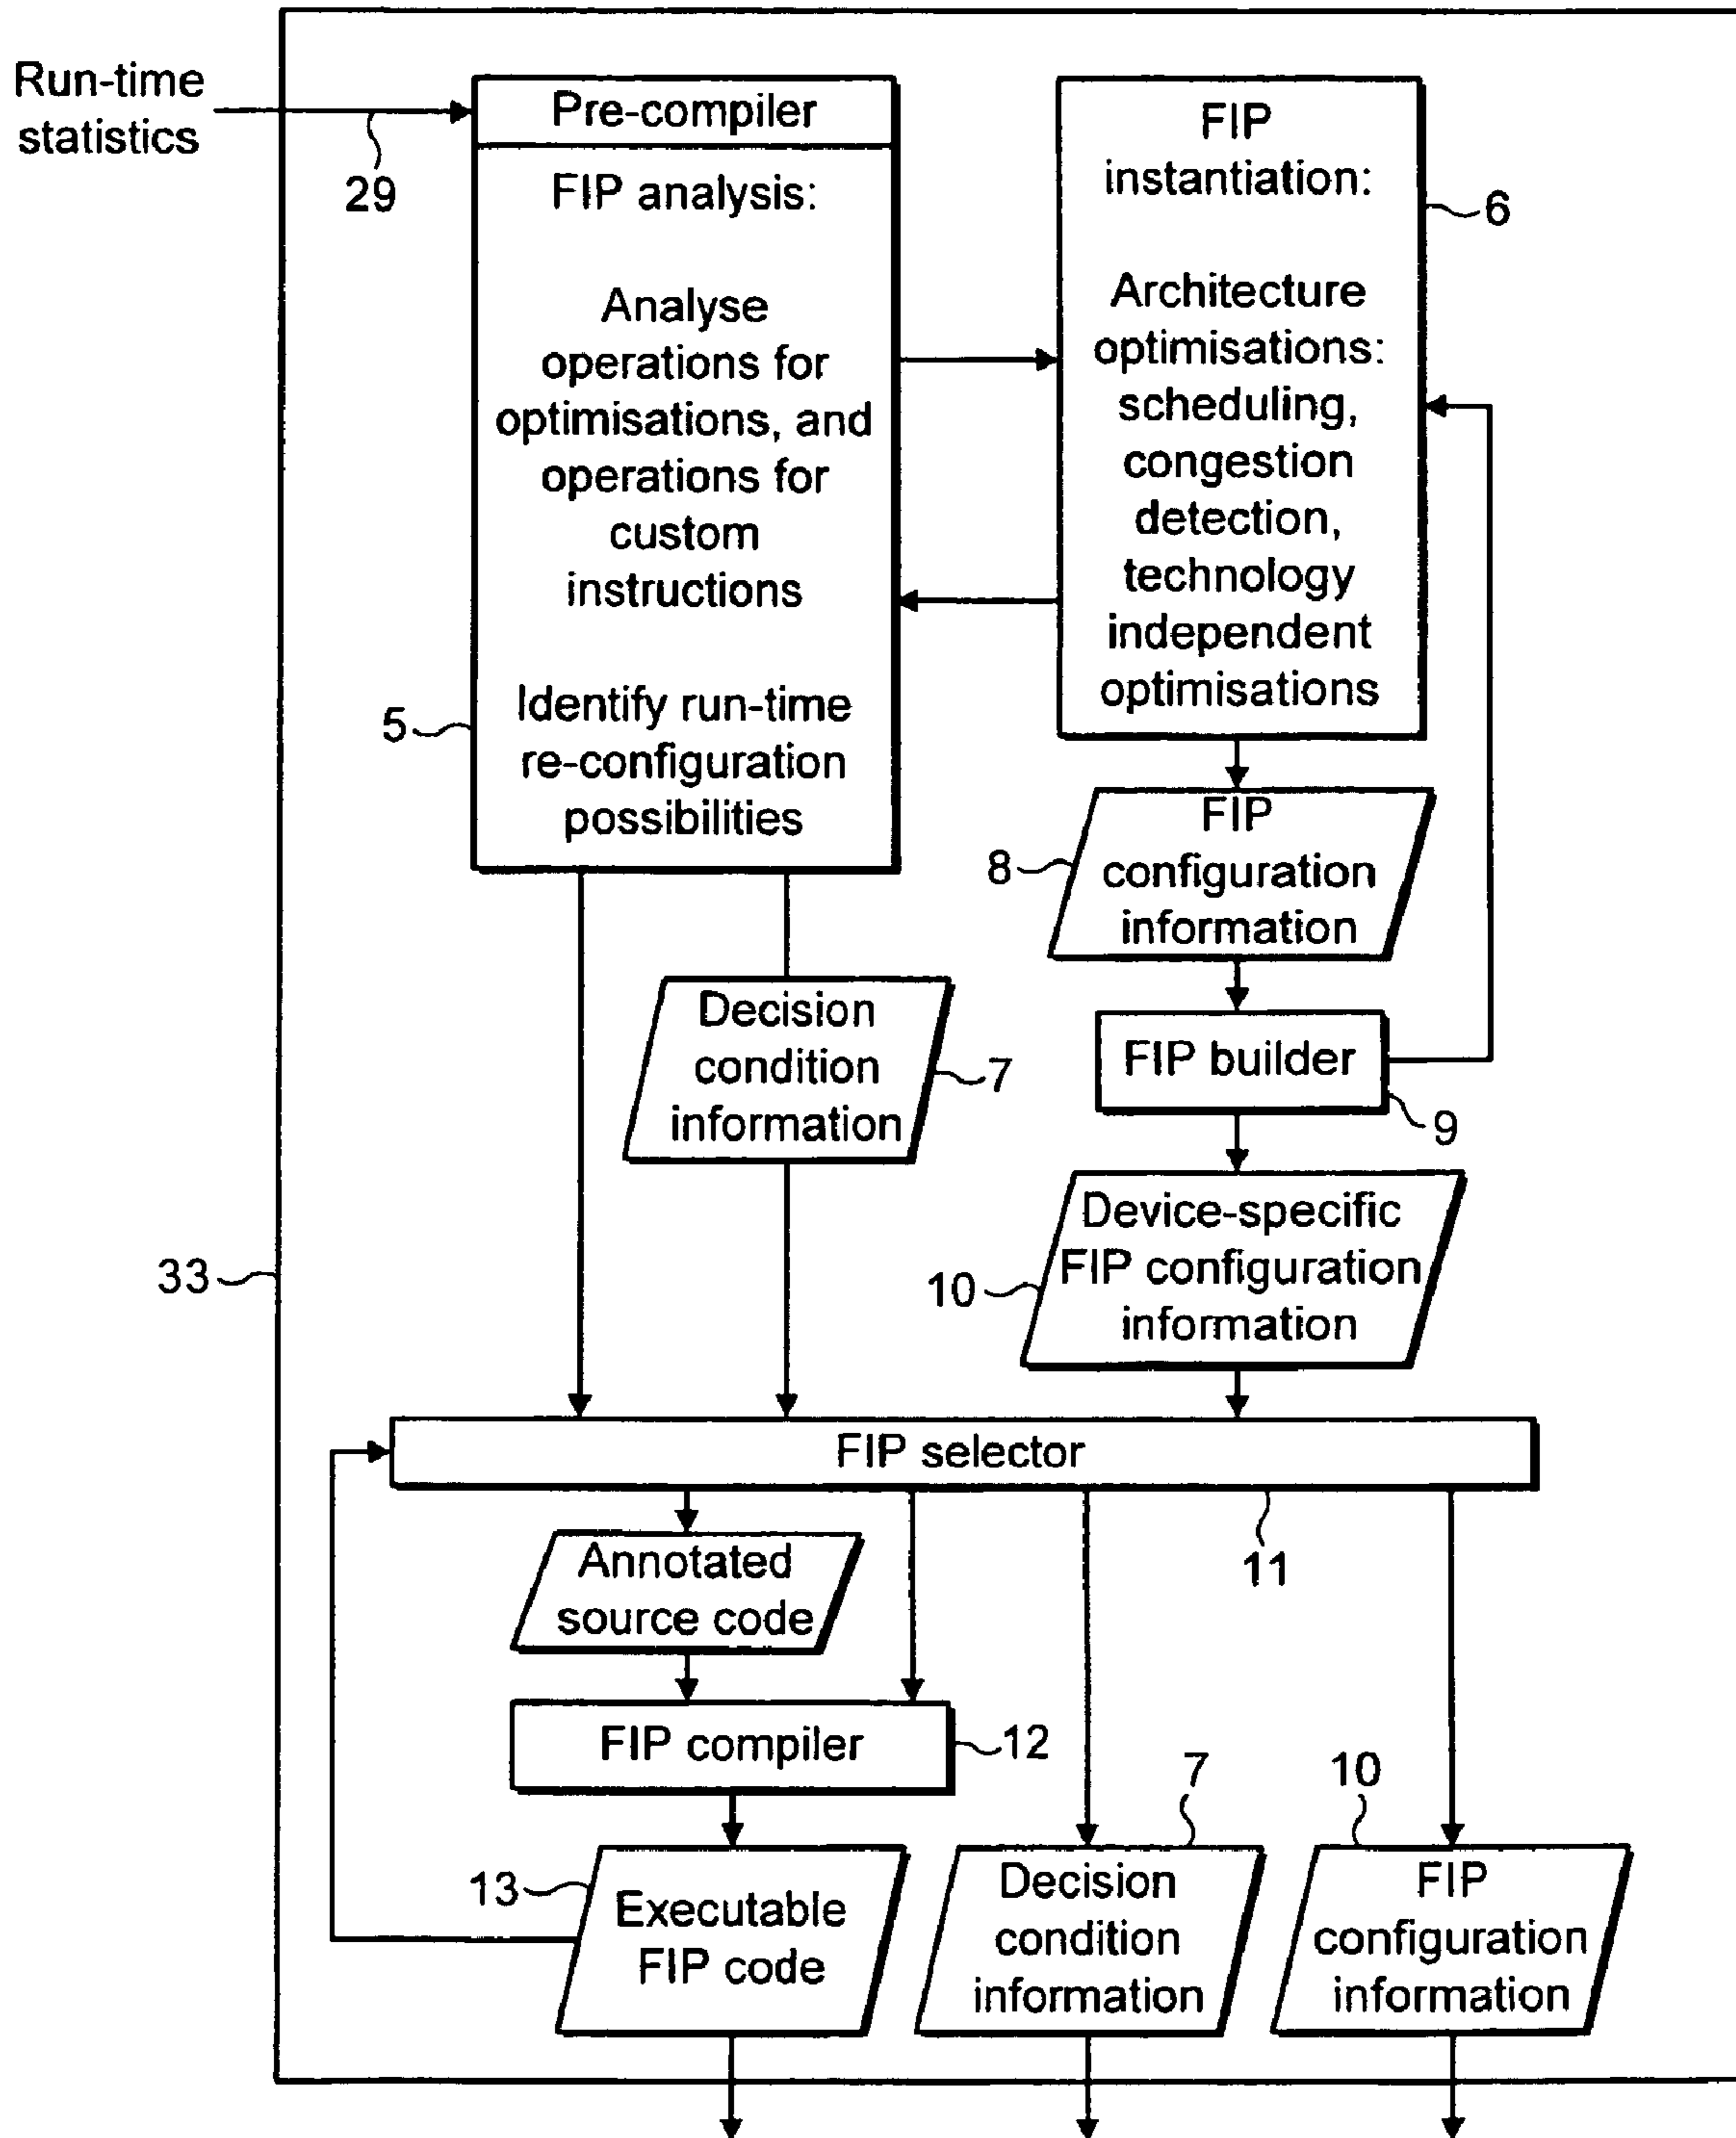 Run-time
statistics
29
Pre-compiler
FIP analysis:
Analyse
operations for
optimisations, and
operations for
custom
instructions
Identify run-time
re-configuration
possibilities
5
FIP
instantiation:
Architecture
optimisations:
scheduling,
congestion
detection,
technology
independent
optimisations
6
FIP
configuration
information
8
Decision
condition
information
7
FIP builder
9
Device-specific
FIP configuration
information
10
33
FIP selector
11
Annotated
source code
FIP compiler
12
Executable
FIP code
13
Decision
condition
information
7
FIP
configuration
information
10